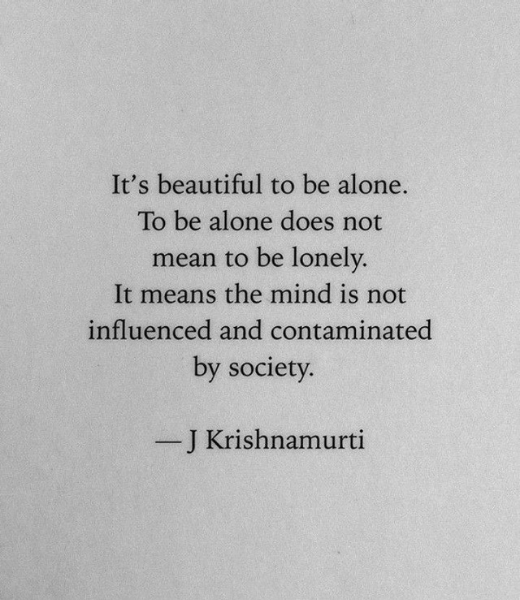 It’s beautiful to be alone.
To be alone does not
mean to be lonely.
It means the mind is not
influenced and contaminated
by society.
— J Krishnamurti